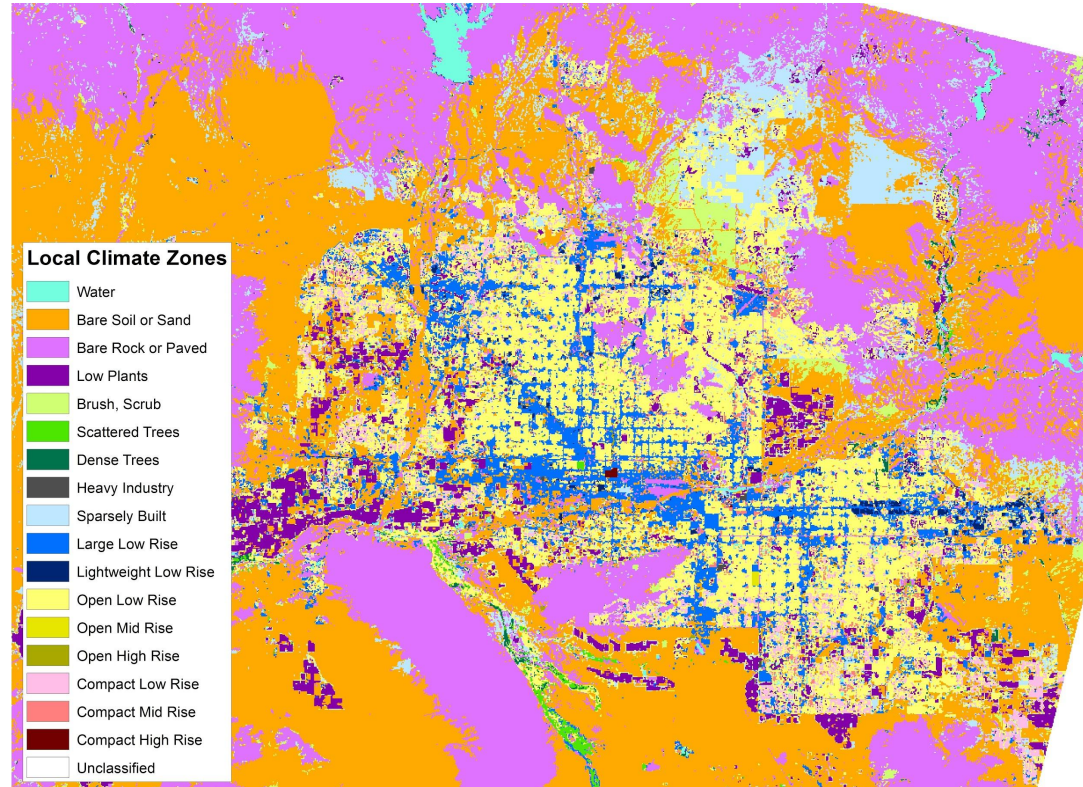 Local Climate Zones
Water
Bare Soil or Sand
Bare Rock or Paved
Low Plants
Brush, Scrub
Scattered Trees
Dense Trees
Heavy Industry
Sparsely Built
Large Low Rise
Lightweight Low Rise
Open Low Rise
Open Mid Rise
Open High Rise
Compact Low Rise
Compact Mid Rise
Compact High Rise
Unclassified